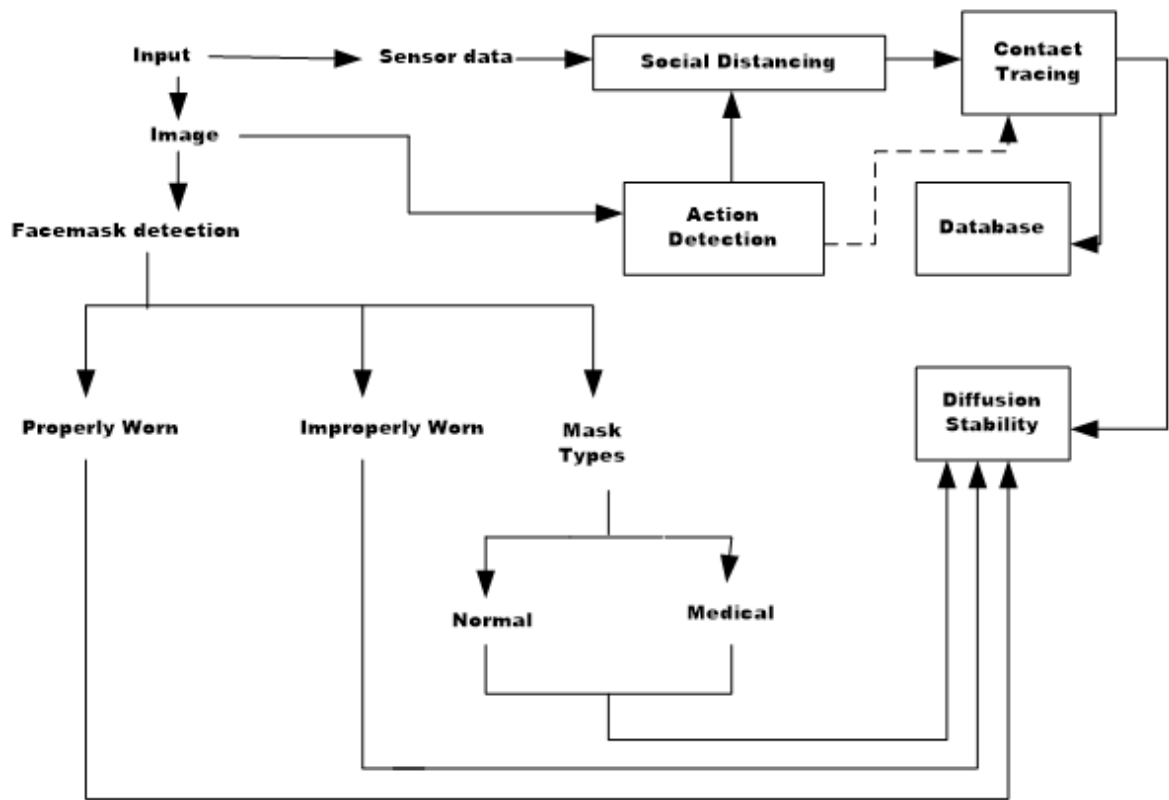 Input
Sensor data
Social Distancing
Contact
Tracing
Image
Action
Detection
Database
Facemask detection
Properly Worn
Improperly Worn
Mask
Types
Diffusion
Stability
Normal
Medical